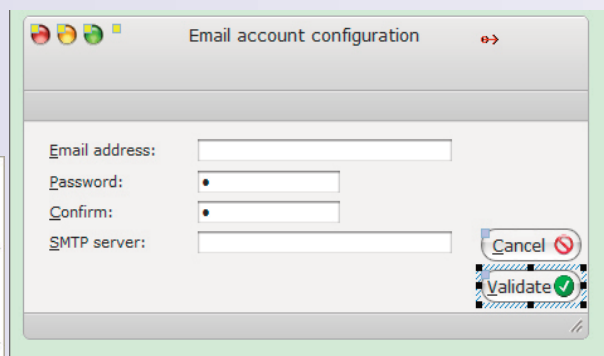 Email account configuration
Email address:
Password:
Confirm:
SMTP server:
Cancel
Validate